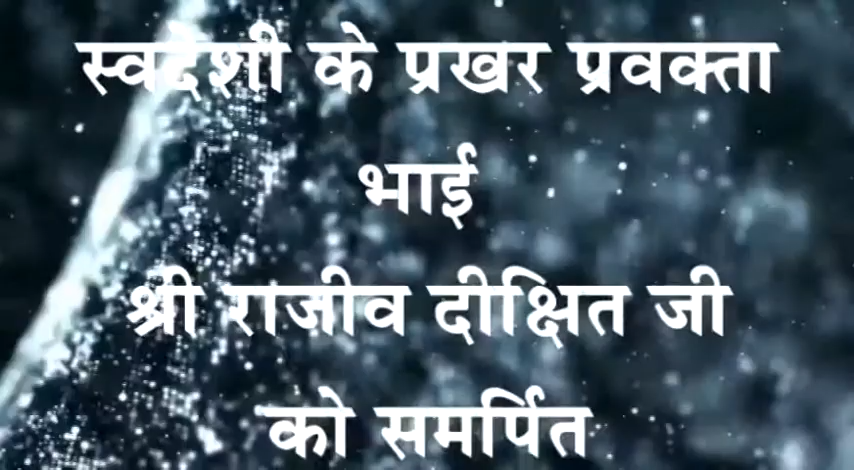 स्वदेशी के प्रखर प्रवक्ता
भाई
श्री राजीव दीक्षित जी
को समर्पित